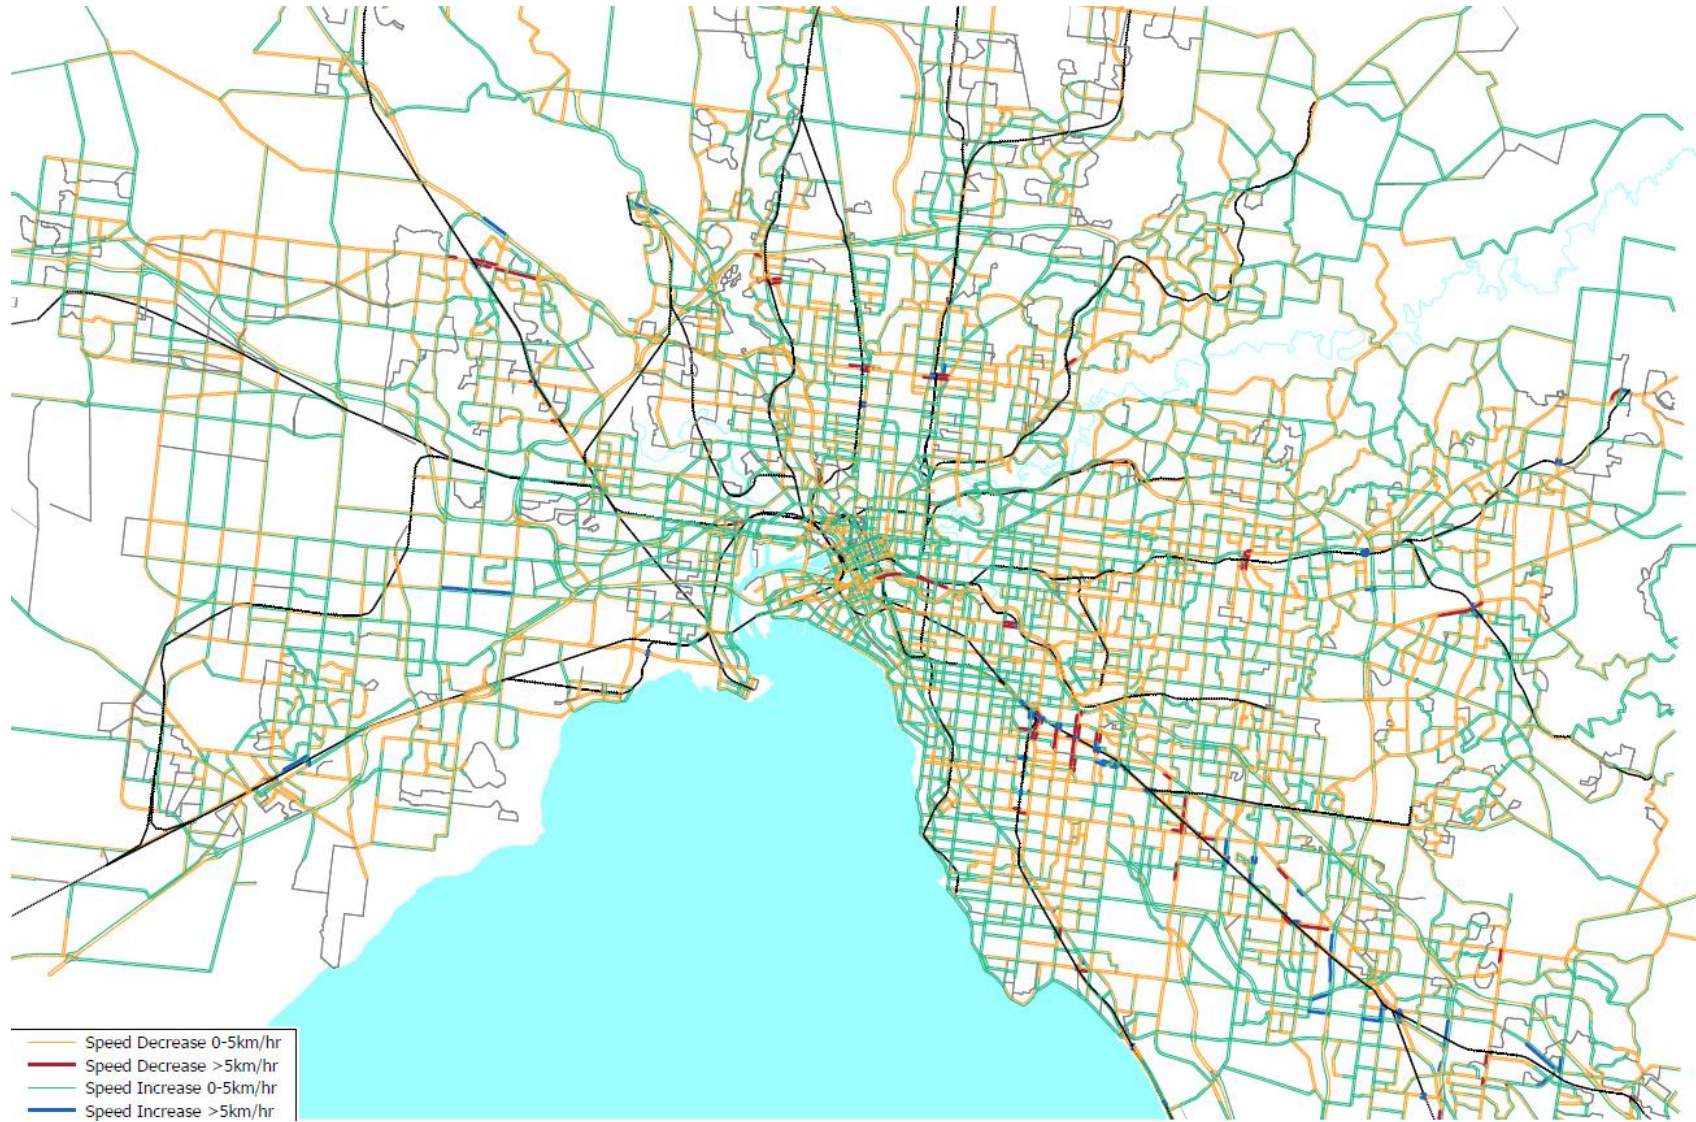 Speed Decrease 0-5km/hr
Speed Decrease >5km/hr
Speed Increase 0-5km/hr
Speed Increase >5km/hr